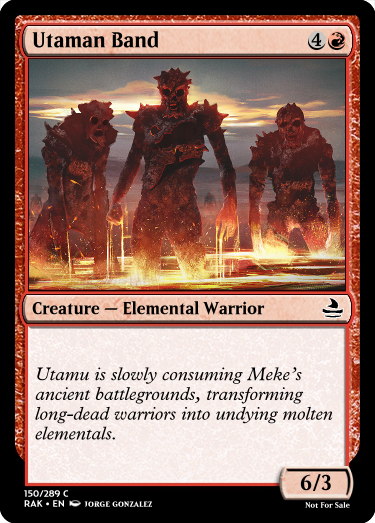 Utaman Band 4
Creature — Elemental Warrior
Utamu is slowly consuming Meke's
ancient battlegrounds, transforming
long-dead warriors into undying molten
elementals.
6/3
150/289 C
RAK • EN JORGE GONZALEZ
Not For Sale